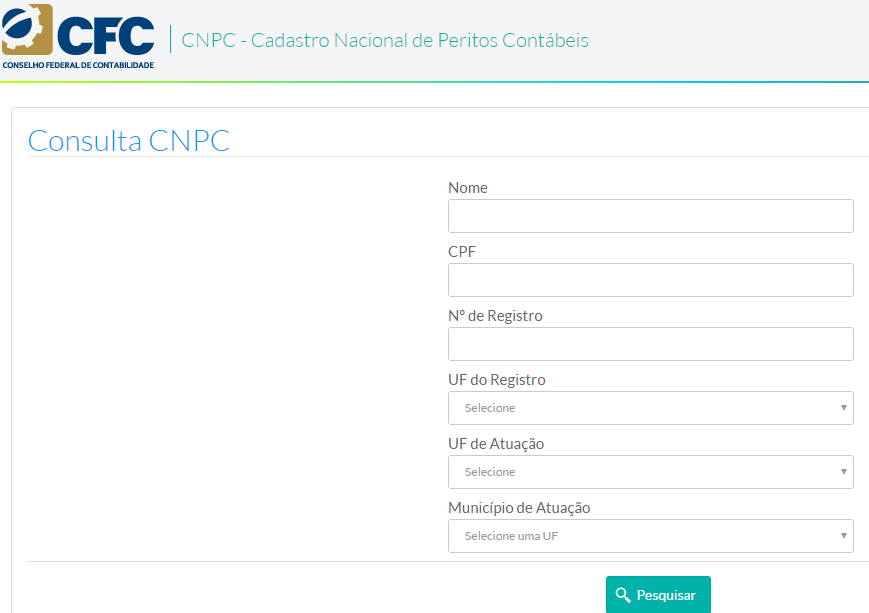 CFC
CONSELHO FEDERAL DE CONTABILIDADE
CNPC - Cadastro Nacional de Peritos Contábeis
Consulta CNPC
Nome
CPF
Nº de Registro
UF do Registro
Selecione
UF de Atuação
Selecione
Município de Atuação
Selecione uma UF
Pesquisar